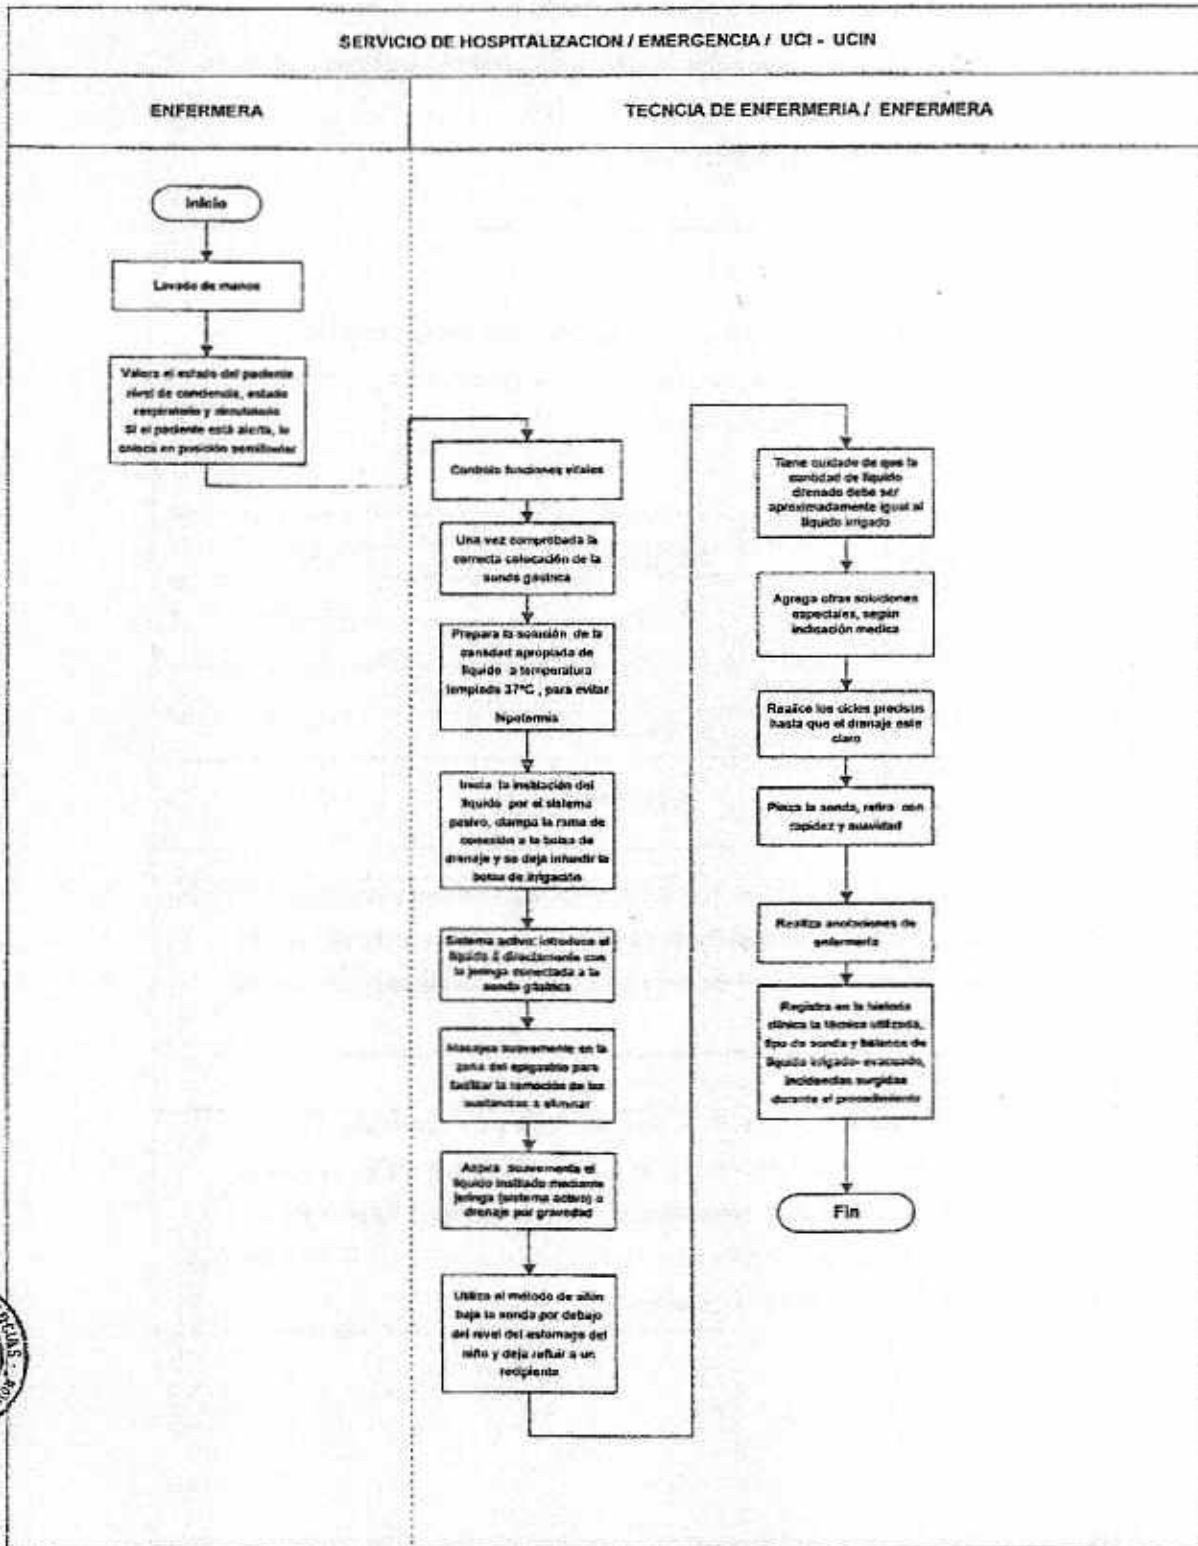 SERVICIO DE HOSPITALIZACION / EMERGENCIA / UCI - UCIN
ENFERMERA
TECNCIA DE ENFERMERIA / ENFERMERA
Inicio
Lavado de manos
Valora el estado del paciente
nivel de conciencia, estado
respiratorio y circulatorio
Si el paciente está alerta, lo
coloca en posición semifowler
Controla funciones vitales
Una vez comprobada la
correcta colocación de la
sonda gástrica
Prepara la solución de la
cantidad apropiada de
líquido a temperatura
templada 37°C , para evitar
hipotermia
Inicia la instilación del
líquido por el sistema
pasivo, clampa la rama de
conexión a la bolsa de
drenaje y se deja infundir la
bolsa de irrigación
Sistema activo: introduce el
líquido directamente con
la jeringa conectada a la
sonda gástrica
Masajea suavemente en la
zona del epigastrio para
facilitar la remoción de las
sustancias a eliminar
Aspira suavemente el
líquido instilado mediante
jeringa (sistema activo) o
drenaje por gravedad
Utiliza el método de sifón
baja la sonda por debajo
del nivel del estomago del
niño y deja refluir a un
recipiente
Tiene cuidado de que la
cantidad de líquido
drenado debe ser
aproximadamente igual al
líquido irrigado
Agrega otras soluciones
especiales, según
indicación medica
Realice los ciclos precisos
hasta que el drenaje este
claro
Pinza la sonda, retira con
rapidez y suavidad
Realiza anotaciones de
enfermería
Registra en la historia
clínica la técnica utilizada,
tipo de sonda y balance de
líquido irrigado- evacuado,
incidencias surgidas
durante el procedimiento
Fin